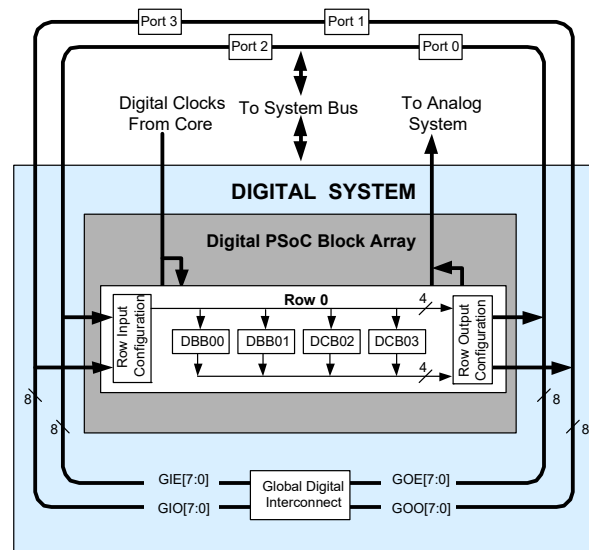 Port 3
Port 1
Port 2
Port 0
Digital Clocks
From Core
To System Bus
To Analog
System
DIGITAL SYSTEM
Digital PSoC Block Array
Row 0
4
Row Input
Configuration
DBB00
DBB01
DCB02
DCB03
Row Output
Configuration
4
8
8
8
8
GIE[7:0]
GIO[7:0]
Global Digital
Interconnect
GOE[7:0]
GOO[7:0]